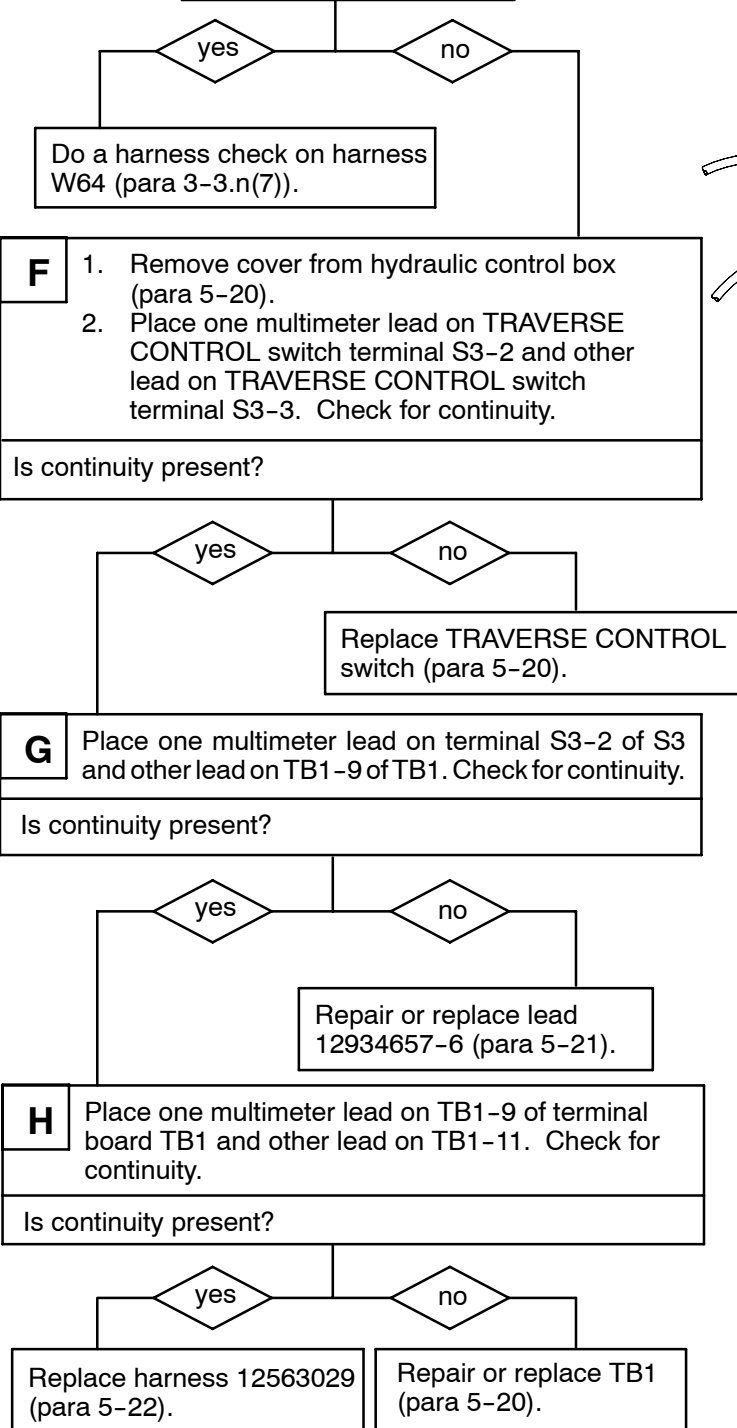 yes
no
Do a harness check on harness
W64 (para 3-3.n(7)).
F
1. Remove cover from hydraulic control box
(para 5-20).
2. Place one multimeter lead on TRAVERSE
CONTROL switch terminal S3-2 and other
lead on TRAVERSE CONTROL switch
terminal S3-3. Check for continuity.
Is continuity present?
yes
no
Replace TRAVERSE CONTROL
switch (para 5-20).
G
Place one multimeter lead on terminal S3-2 of S3
and other lead on TB1-9 of TB1. Check for continuity.
Is continuity present?
yes
no
Repair or replace lead
12934657-6 (para 5-21).
H
Place one multimeter lead on TB1-9 of terminal
board TB1 and other lead on TB1-11. Check for
continuity.
Is continuity present?
yes
no
Replace harness 12563029
(para 5-22).
Repair or replace TB1
(para 5-20).